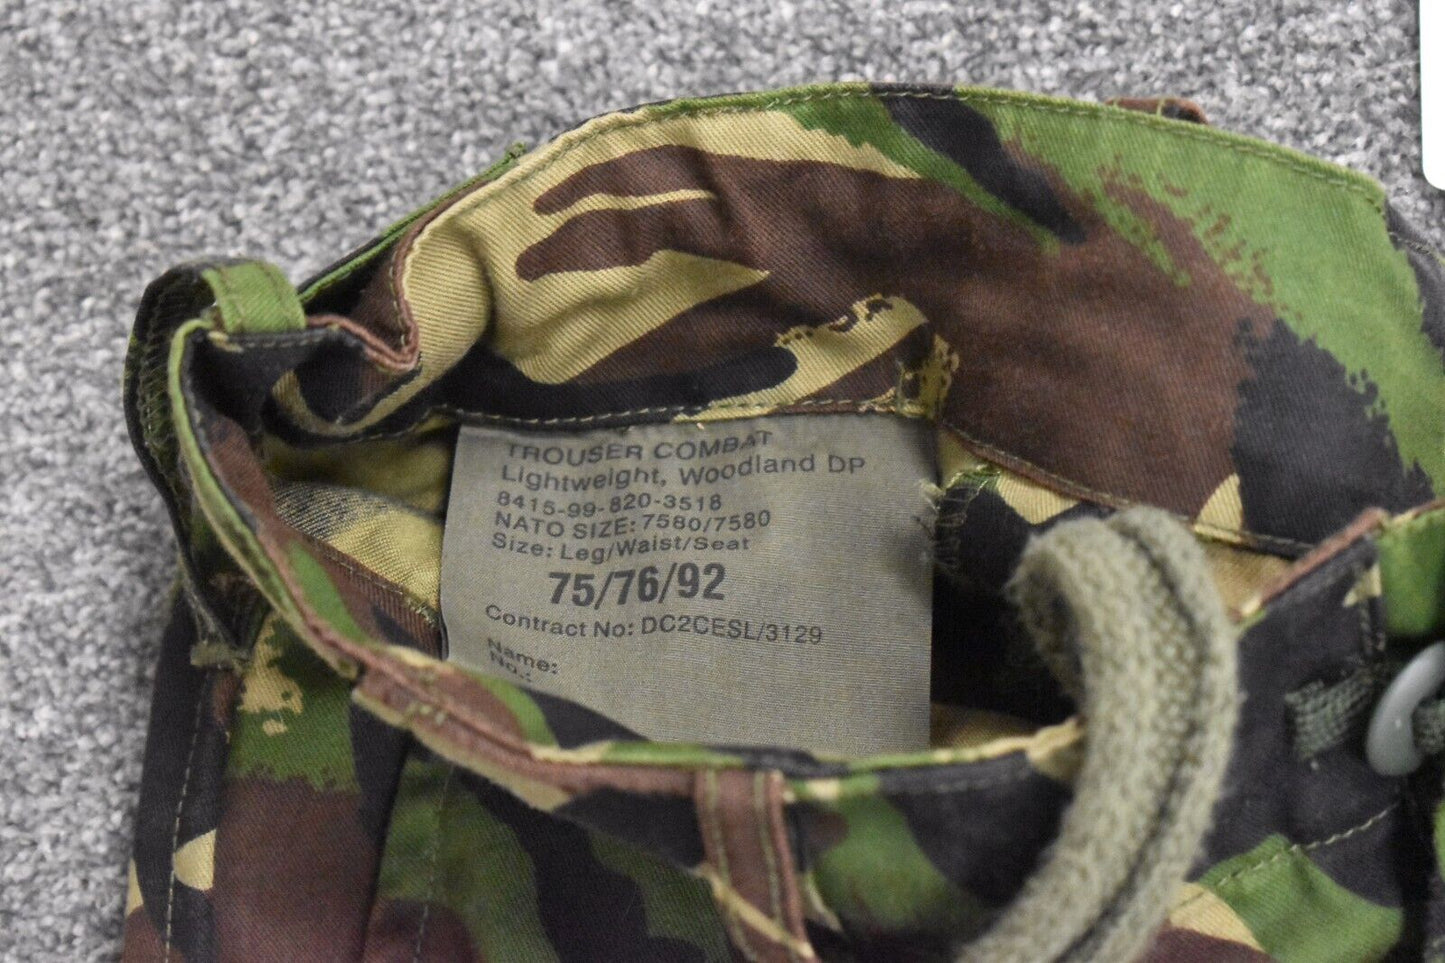 TROUSER COMBAT
Lightweight, Woodland DP
8415-99-820-3518
NATO SIZE: 7580/7580
Size: Leg/Waist/Seat
75/76/92
Contract No: DC2CESL/3129
Name:
No.: